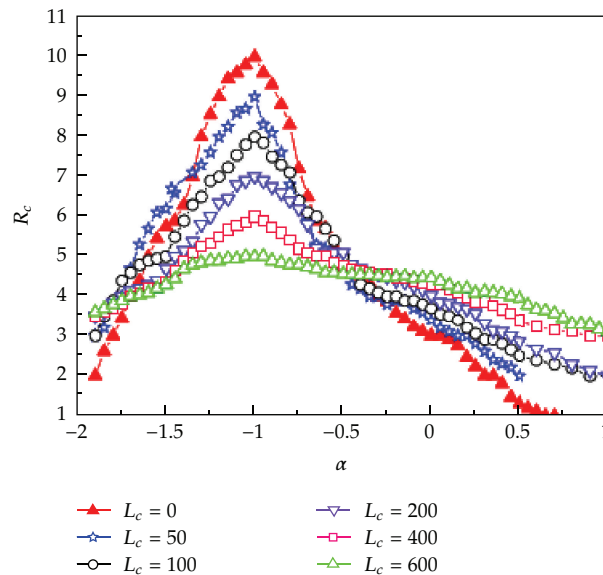 11
10
9
8
7
6
5
4
3
2
1
R_c
−2
−1.5
−1
−0.5
0
0.5
1
α
L_c = 0
L_c = 50
L_c = 100
L_c = 200
L_c = 400
L_c = 600